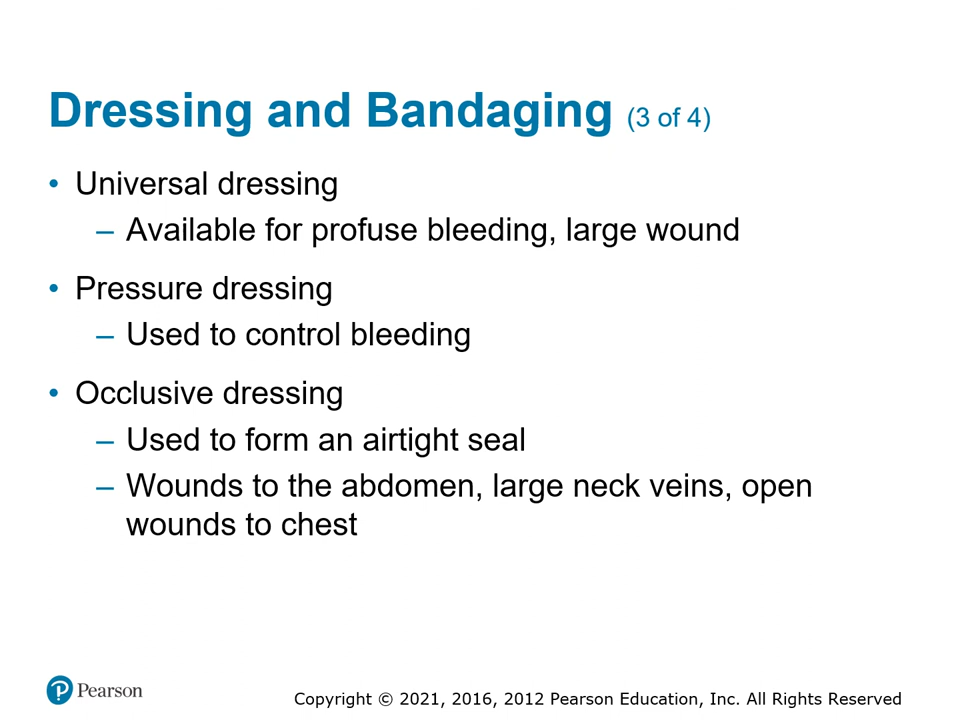 Dressing and Bandaging (3 of 4)
• Universal dressing
– Available for profuse bleeding, large wound
• Pressure dressing
– Used to control bleeding
• Occlusive dressing
– Used to form an airtight seal
– Wounds to the abdomen, large neck veins, open
wounds to chest
Pearson
Copyright © 2021, 2016, 2012 Pearson Education, Inc. All Rights Reserved